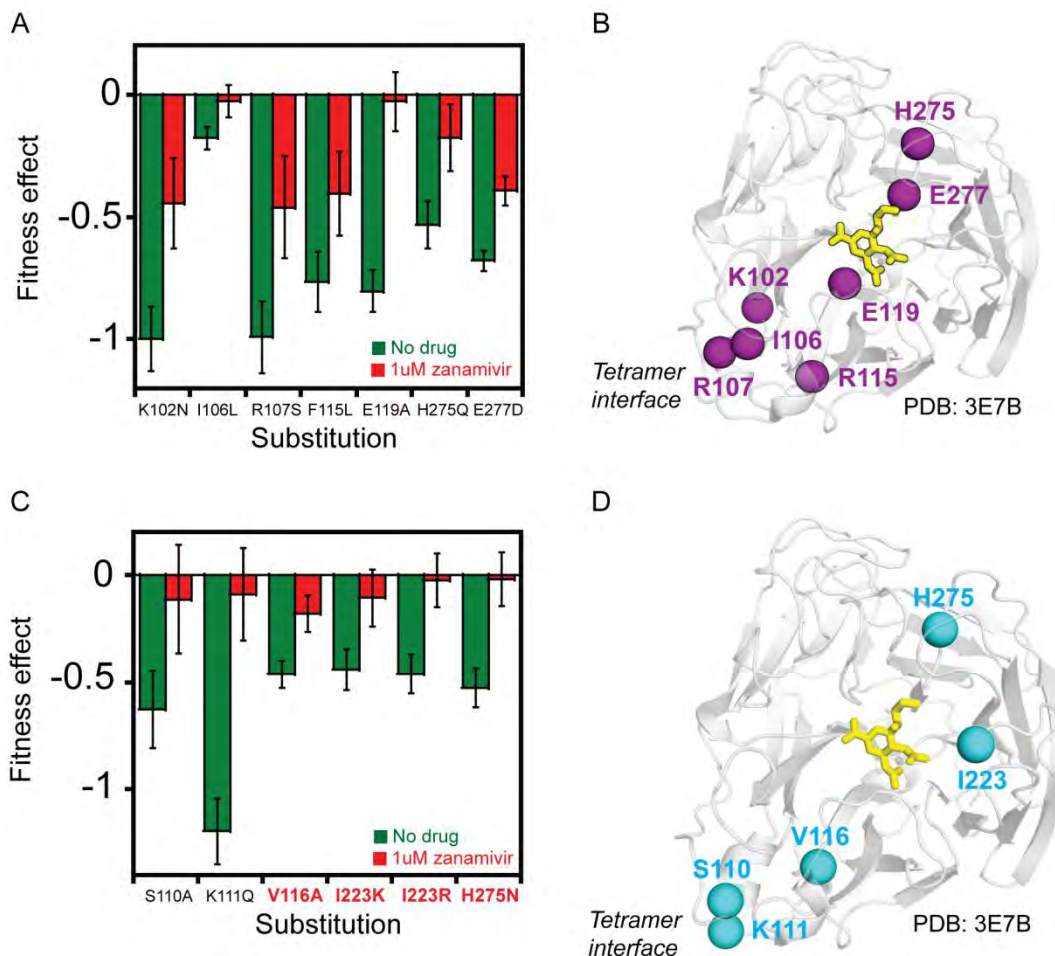 A
Fitness effect
0
-0.5
-1
No drug
1uM zanamivir
K102N I106L R107S F115L E119A H275Q E277D
Substitution
B
H275
E277
K102
E119
I106
R107
R115
Tetramer
interface
PDB: 3E7B
C
Fitness effect
0
-0.5
-1
No drug
1uM zanamivir
S110A K111Q V116A I223K I223R H275N
Substitution
D
H275
I223
V116
S110
K111
Tetramer
interface
PDB: 3E7B